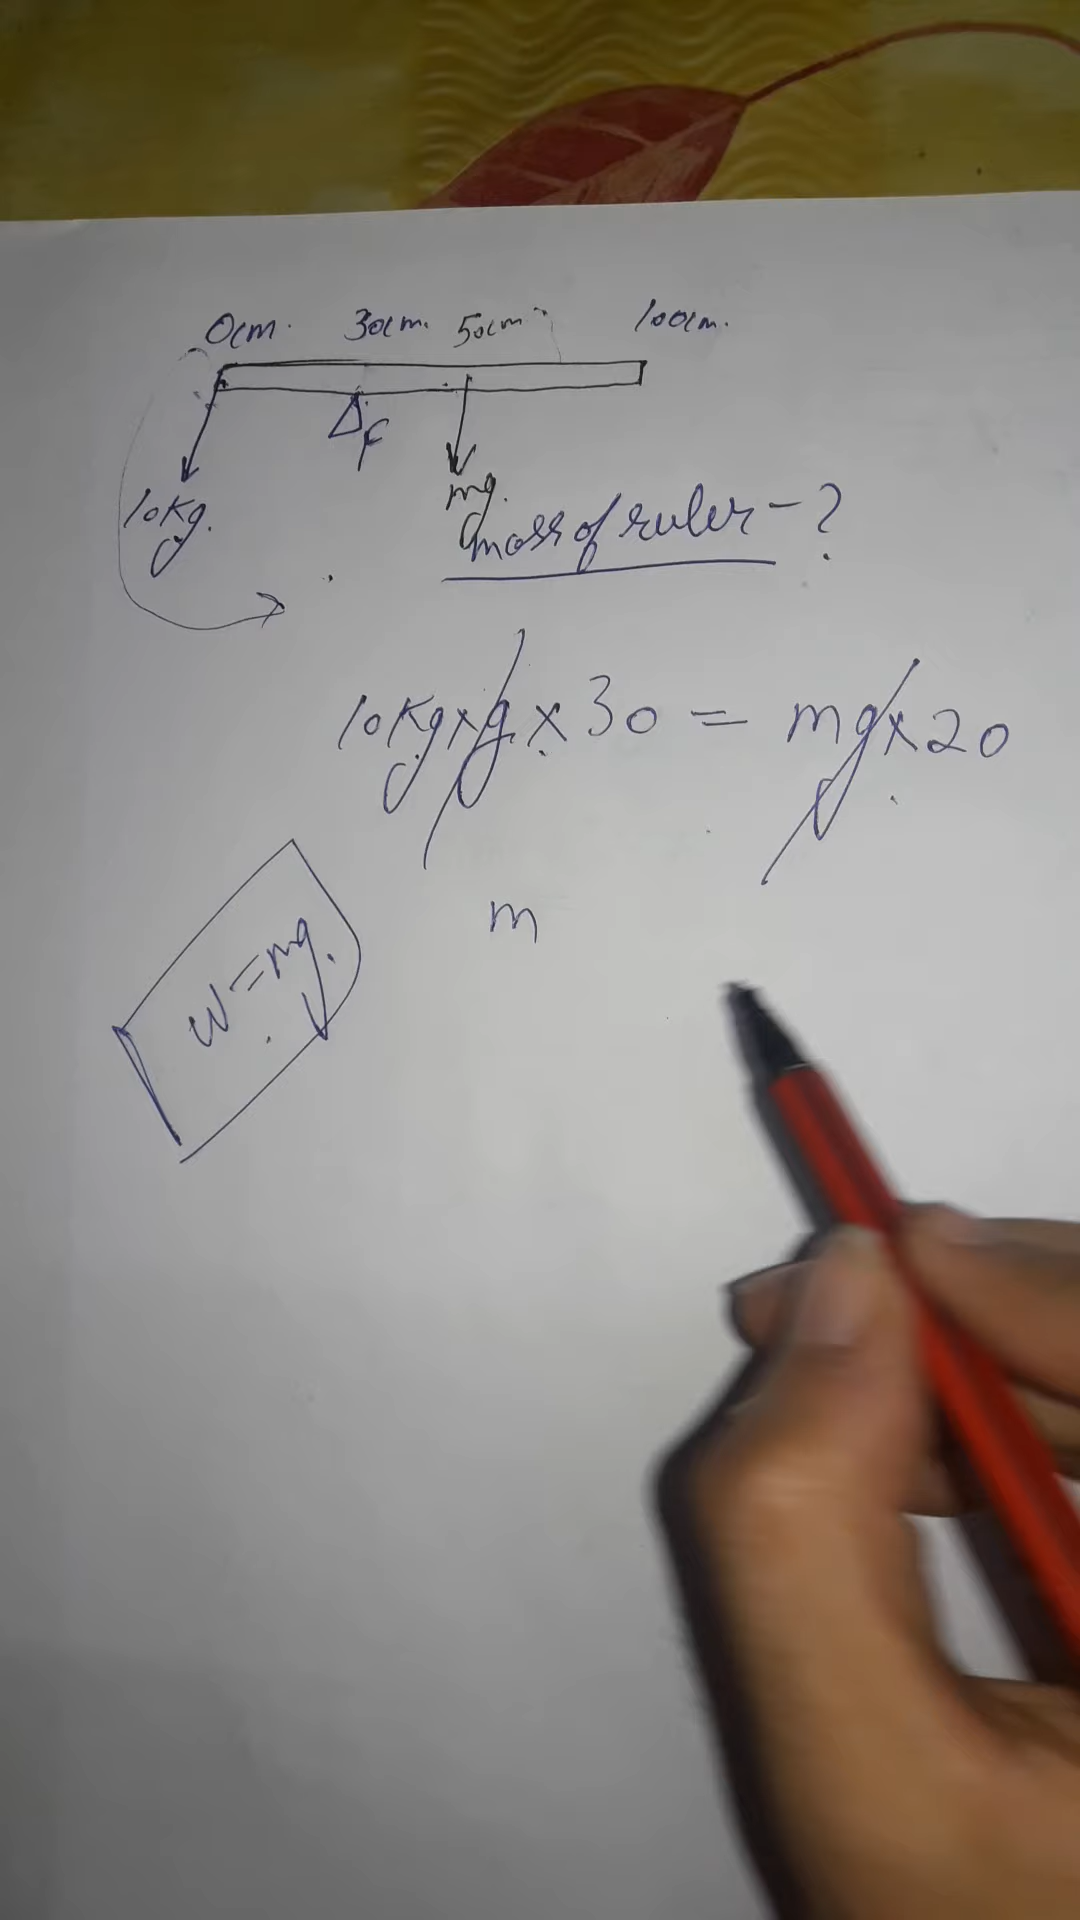 0cm. 30cm. 50cm 100cm.
F
10kg. mg.
mass of ruler - ?
10kg×g × 30 = mg×20
m
W=mg.